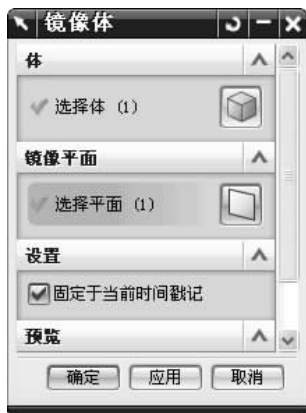 镜像体
体
选择体 (1)
镜像平面
选择平面 (1)
设置
固定于当前时间戳记
预览
确定 应用 取消